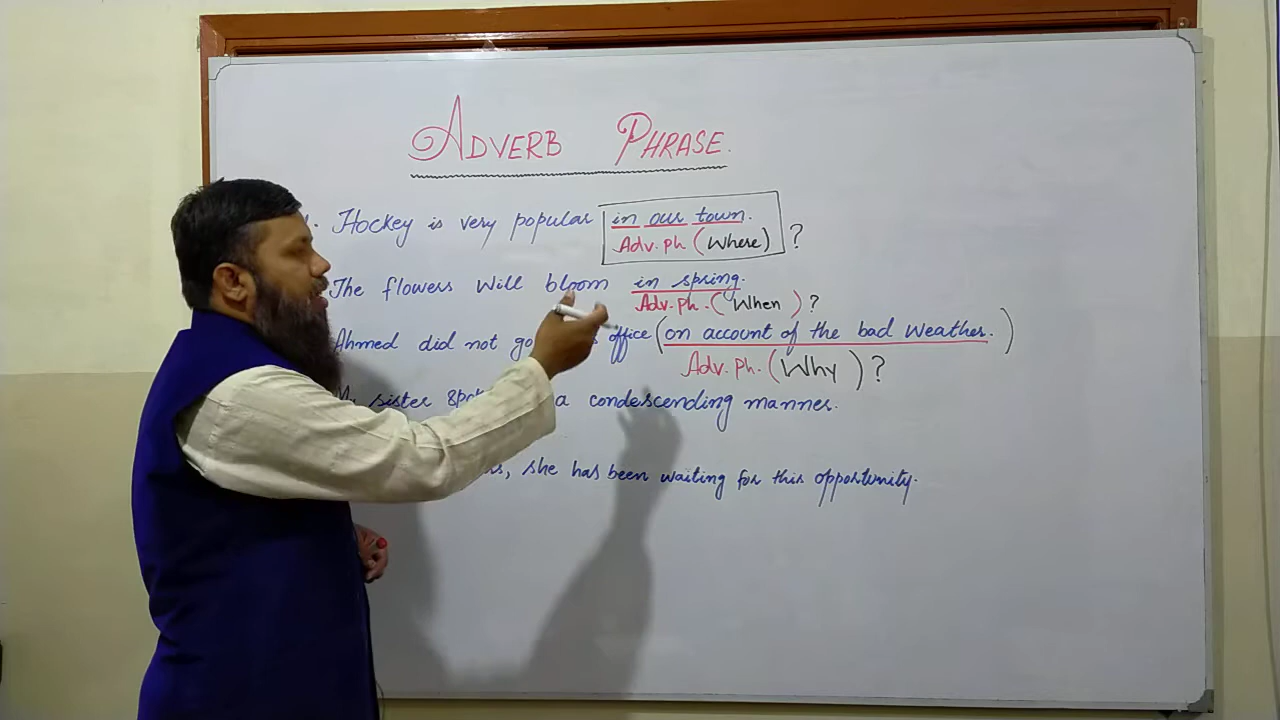 ADVERB PHRASE.
. Hockey is very popular in our town.
Adv. ph (Where) ?
The flowers will bloom in spring.
Adv. ph. (When) ?
Ahmed did not go office (on account of the bad weather.)
Adv. ph. (Why) ?
sister a condescending manner.
she has been waiting for this opportunity.